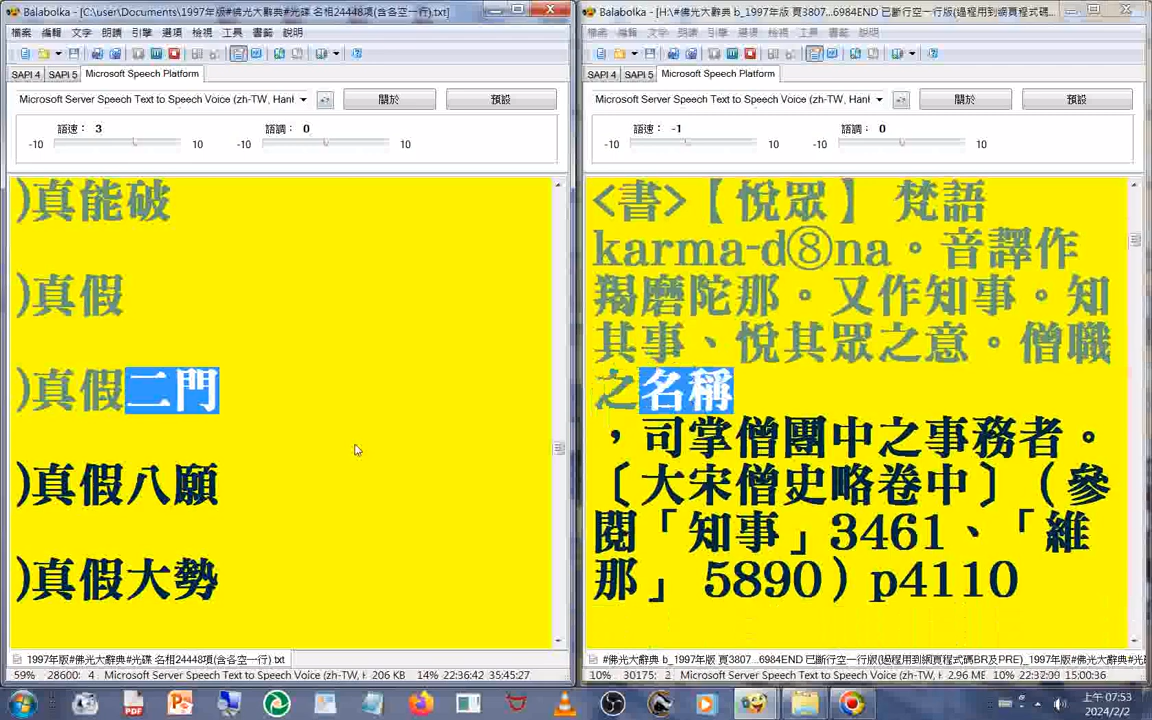 Balabolka - [C:\user\Documents\1997年版#佛光大辭典#光碟 名相24448項(含各空一行).txt]
檔案 編輯 文字 朗讀 引擎 選項 檢視 工具 書籤 說明
SAPI 4 SAPI 5 Microsoft Speech Platform
Microsoft Server Speech Text to Speech Voice (zh-TW, Hanl 關於 預設
語速： 3 語調： 0
-10 10 -10 10
)真能破
)真假
)真假二門
)真假八願
)真假大勢
1997年版#佛光大辭典#光碟 名相24448項(含各空一行).txt
59% 28600: 4 Microsoft Server Speech Text to Speech Voice (zh-T 206 KB 14% 22:36:42 35:45:27
Balabolka - [H:\#佛光大辭典 b_1997年版 頁3807...6984END 已斷行空一行版(過程用到網頁程式碼
檔案 編輯 文字 朗讀 引擎 選項 檢視 工具 書籤 說明
SAPI 4 SAPI 5 Microsoft Speech Platform
Microsoft Server Speech Text to Speech Voice (zh-TW, Hanl 關於 預設
語速： -1 語調： 0
-10 10 -10 10
<書>【悅眾】 梵語
karma-d⑧na。音譯作
羯磨陀那。又作知事。知
其事、悅其眾之意。僧職
之名稱
，司掌僧團中之事務者。
〔大宋僧史略卷中〕（參
閱「知事」3461、「維
那」 5890）p4110
#佛光大辭典 b_1997年版 頁3807...6984END 已斷行空一行版(過程用到網頁程式碼BR及PRE)_1997年版#光
10% 30175: 2 Microsoft Server Speech Text to Speech Voice (zh-T 2.96 ME 10% 22:32:09 15:00:36
上午 07:53
2024/2/2